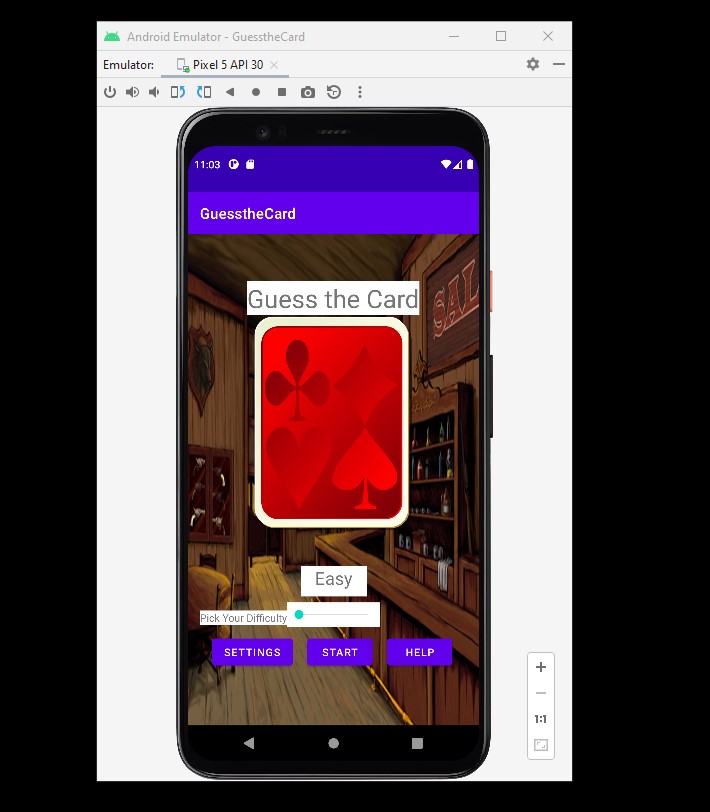 Android Emulator - GuesstheCard
Emulator: Pixel 5 API 30
11:03
GuesstheCard
SAL
Guess the Card
Easy
Pick Your Difficulty
SETTINGS START HELP
1:1